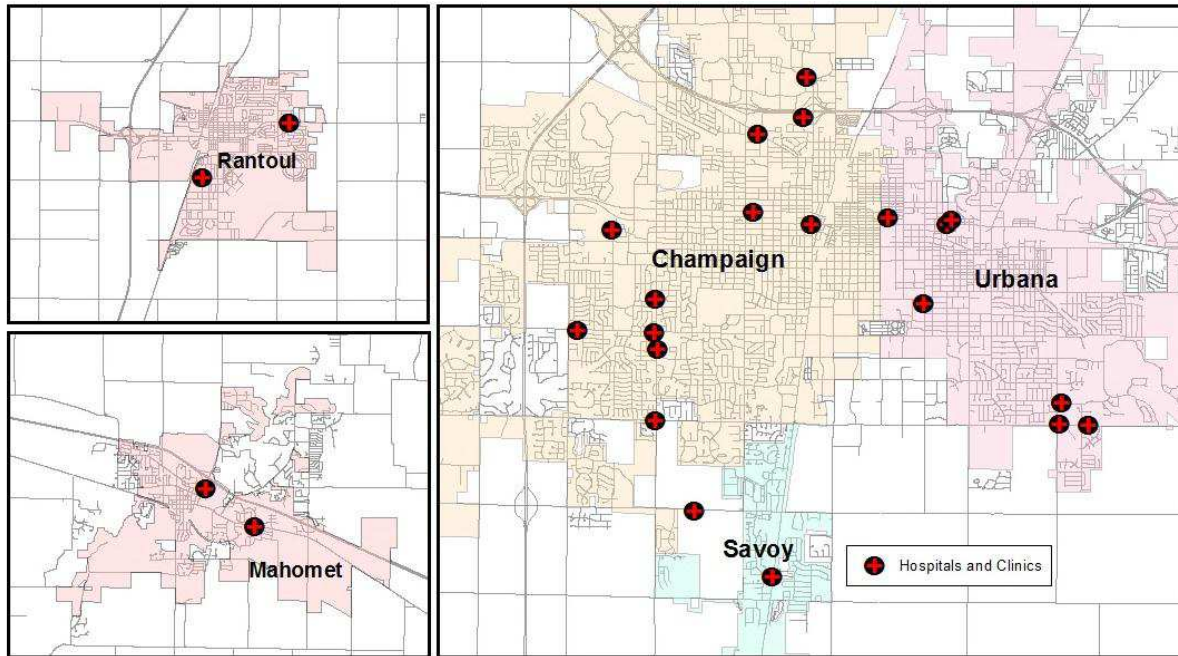 Rantoul
Mahomet
Champaign
Urbana
Savoy
Hospitals and Clinics